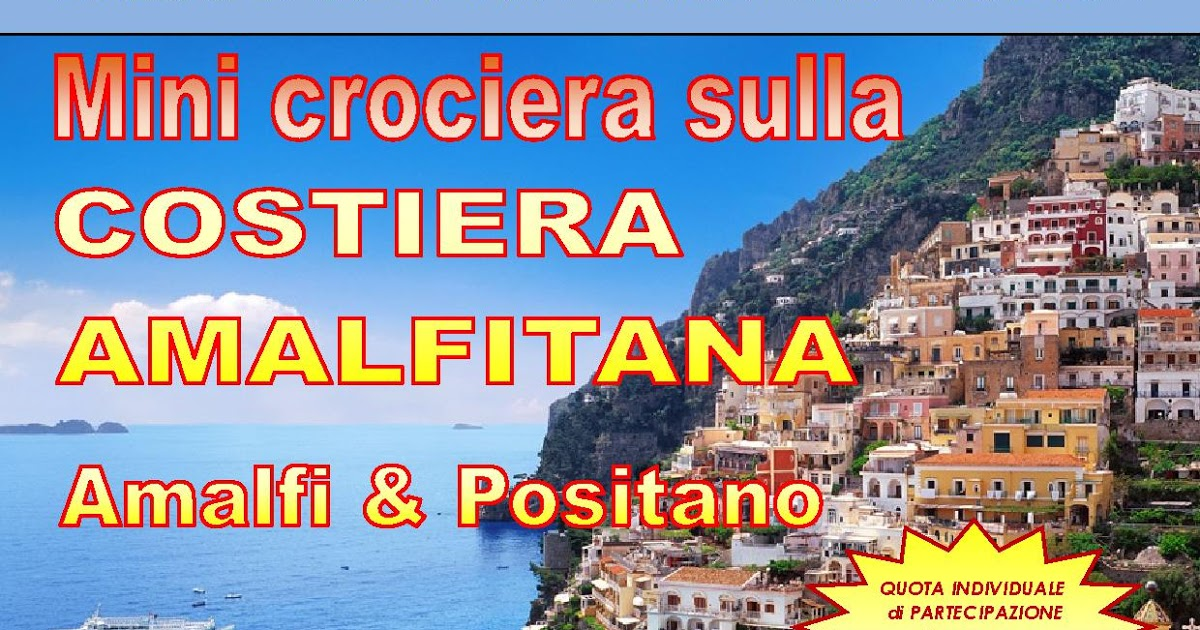 Mini crociera sulla
COSTIERA
AMALFITANA
Amalfi & Positano
QUOTA INDIVIDUALE
di PARTECIPAZIONE